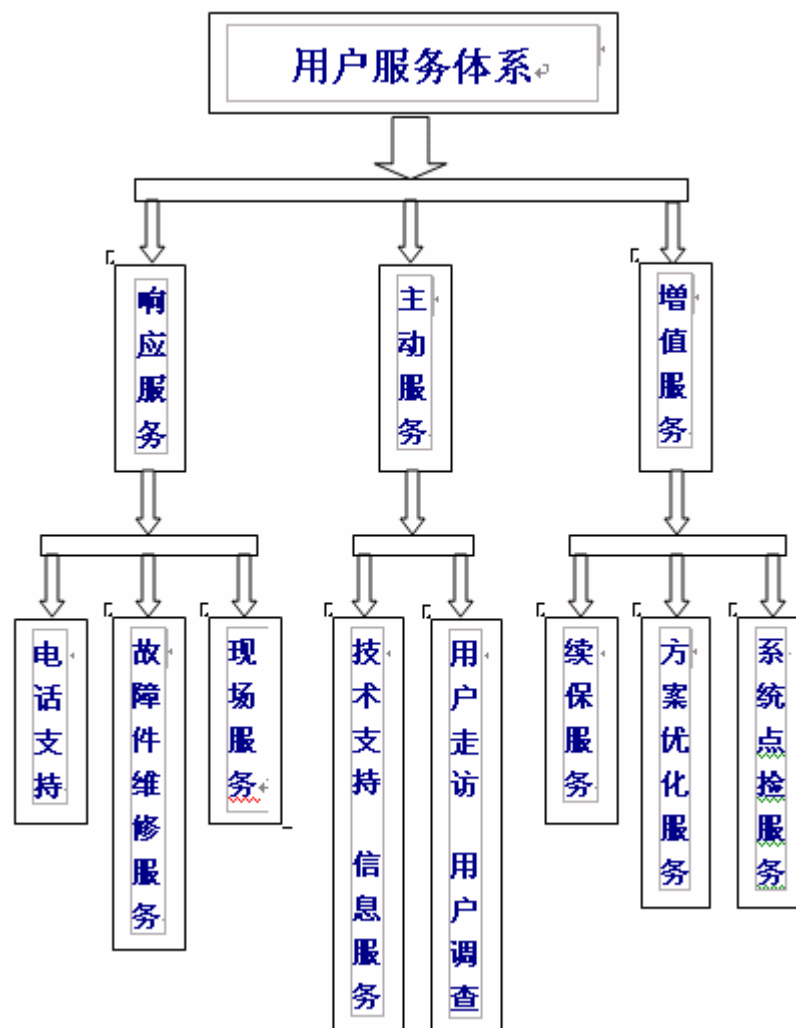 用户服务体系
响应服务
主动服务
增值服务
电话支持
故障件维修服务
现场服务
技术支持 信息服务
用户走访 用户调查
续保服务
方案优化服务
系统点捡服务